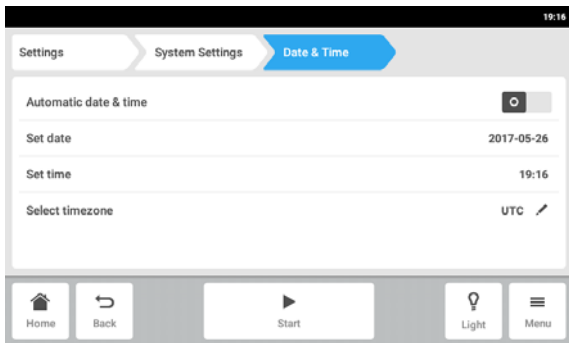 19:16
Settings System Settings Date & Time
Automatic date & time
Set date 2017-05-26
Set time 19:16
Select timezone UTC
Home Back Start Light Menu